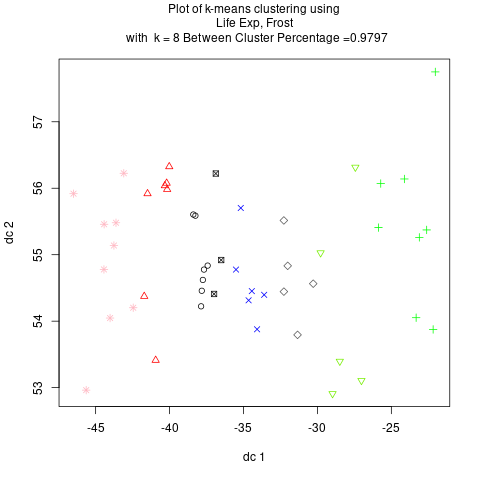 Plot of k-means clustering using
Life Exp, Frost
with k = 8 Between Cluster Percentage =0.9797
57
56
55
54
53
dc 2
-45
-40
-35
-30
-25
dc 1